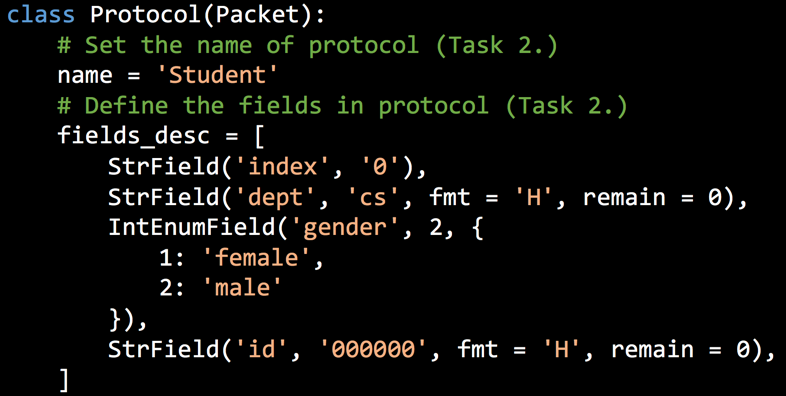 class Protocol(Packet):
    # Set the name of protocol (Task 2.)
    name = 'Student'
    # Define the fields in protocol (Task 2.)
    fields_desc = [
        StrField('index', '0'),
        StrField('dept', 'cs', fmt = 'H', remain = 0),
        IntEnumField('gender', 2, {
            1: 'female',
            2: 'male'
        }),
        StrField('id', '000000', fmt = 'H', remain = 0),
    ]